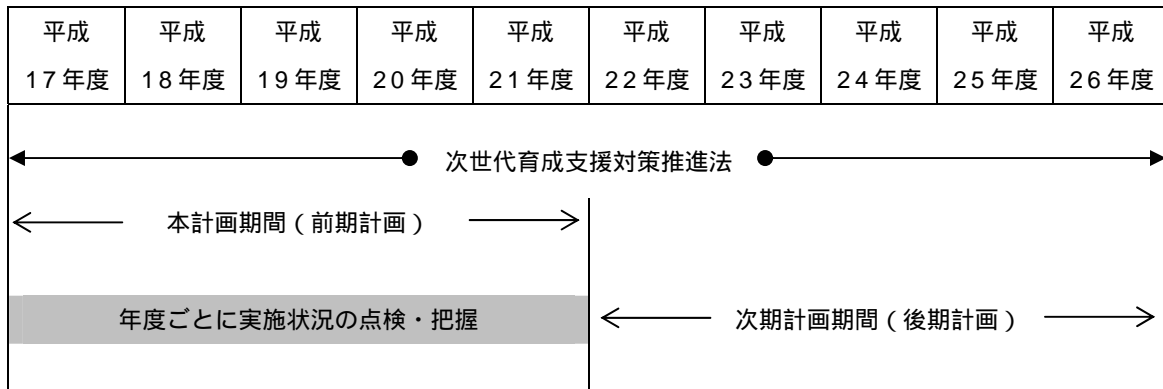 平成 平成 平成 平成 平成 平成 平成 平成 平成 平成
17年度 18年度 19年度 20年度 21年度 22年度 23年度 24年度 25年度 26年度
次世代育成支援対策推進法
本計画期間（前期計画）
年度ごとに実施状況の点検・把握
次期計画期間（後期計画）